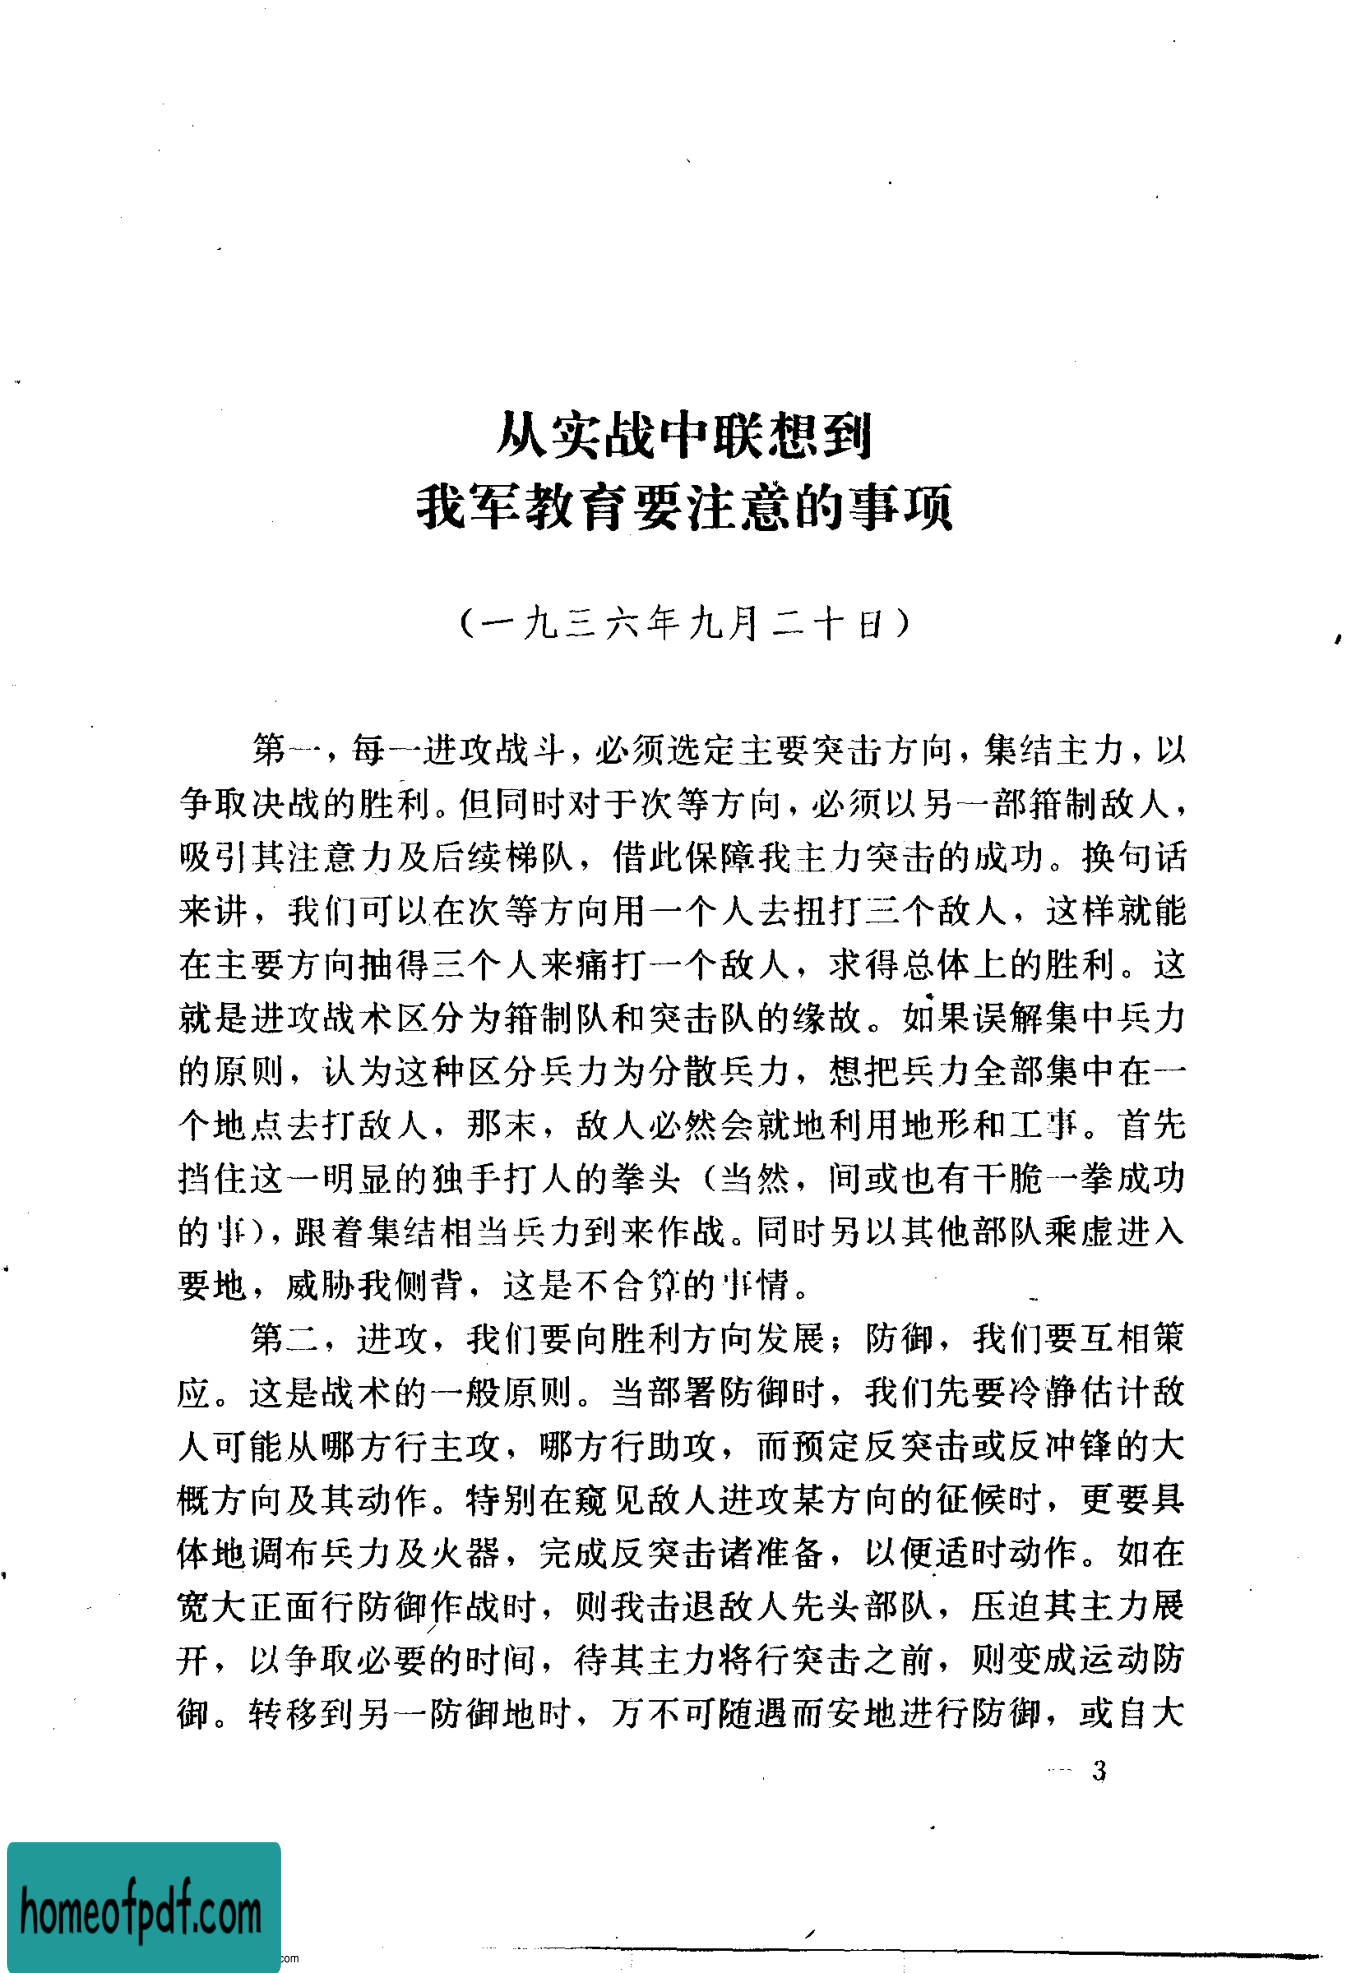 从实战中联想到
我军教育要注意的事项
（一九三六年九月二十日）
第一，每一进攻战斗，必须选定主要突击方向，集结主力，以
争取决战的胜利。但同时对于次等方向，必须以另一部箝制敌人，
吸引其注意力及后续梯队，借此保障我主力突击的成功。换句话
来讲，我们可以在次等方向用一个人去扭打三个敌人，这样就能
在主要方向抽得三个人来痛打一个敌人，求得总体上的胜利。这
就是进攻战术区分为箝制队和突击队的缘故。如果误解集中兵力
的原则，认为这种区分兵力为分散兵力，想把兵力全部集中在一
个地点去打敌人，那末，敌人必然会就地利用地形和工事。首先
挡住这一明显的独手打人的拳头（当然，间或也有干脆一拳成功
的事），跟着集结相当兵力到来作战。同时另以其他部队乘虚进入
要地，威胁我侧背，这是不合算的事情。
第二，进攻，我们要向胜利方向发展；防御，我们要互相策
应。这是战术的一般原则。当部署防御时，我们先要冷静估计敌
人可能从哪方行主攻，哪方行助攻，而预定反突击或反冲锋的大
概方向及其动作。特别在窥见敌人进攻某方向的征候时，更要具
体地调布兵力及火器，完成反突击诸准备，以便适时动作。如在
宽大正面行防御作战时，则我击退敌人先头部队，压迫其主力展
开，以争取必要的时间，待其主力将行突击之前，则变成运动防
御。转移到另一防御地时，万不可随遇而安地进行防御，或自大
3
homeofpdf.com
com